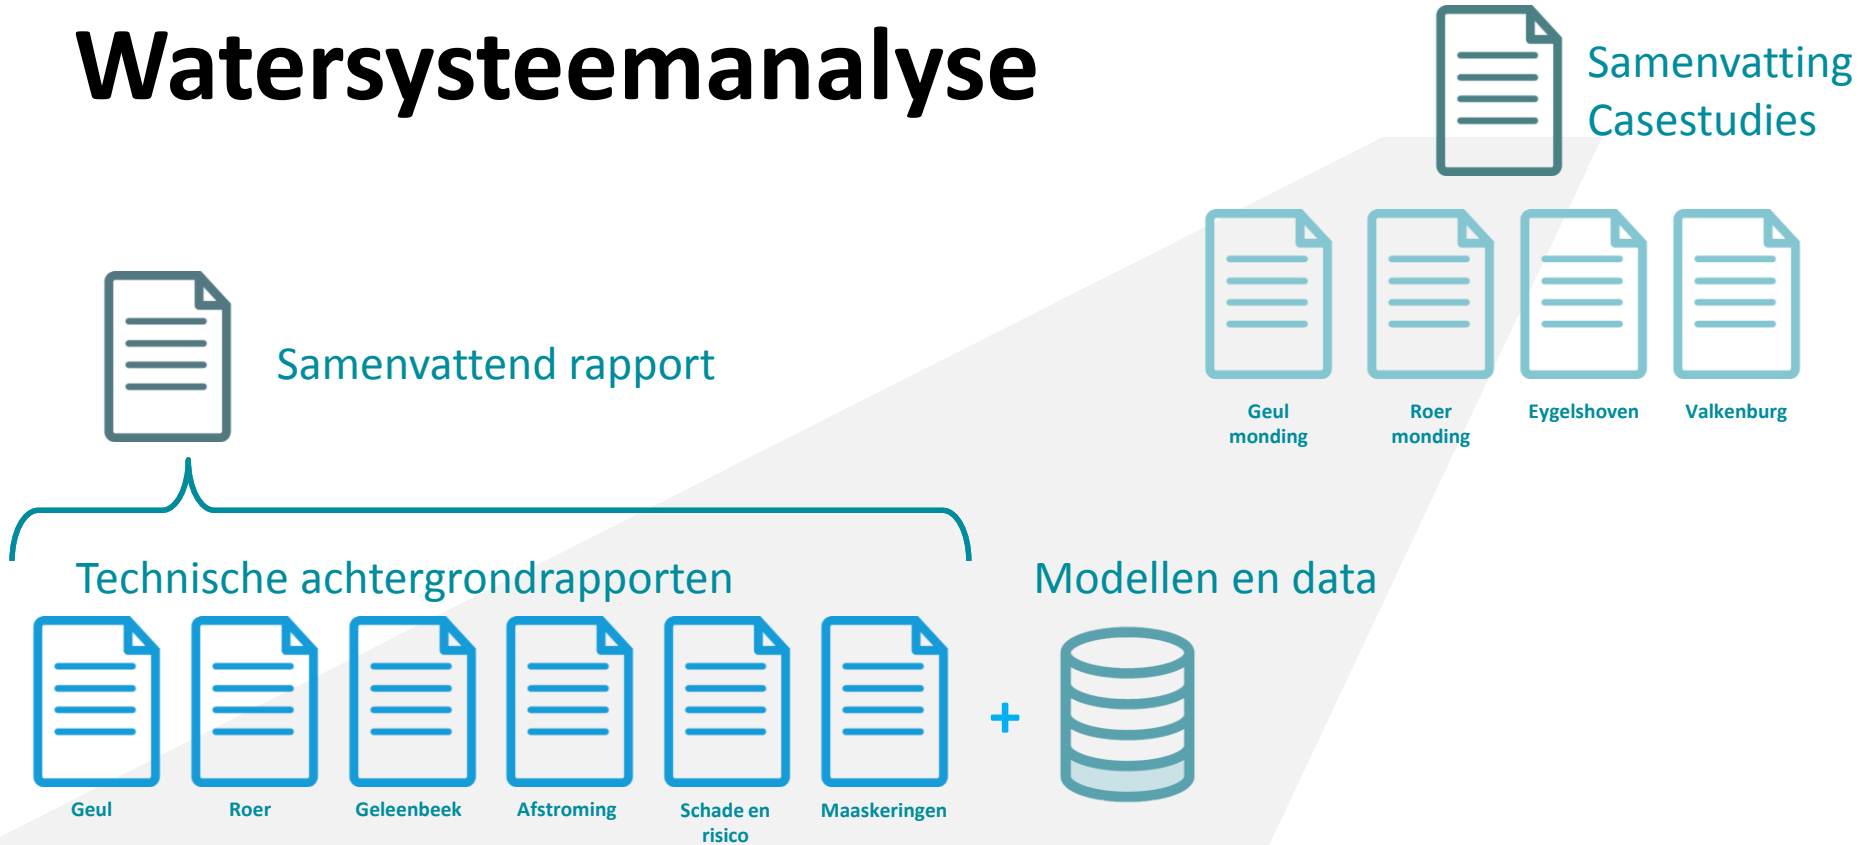 Watersysteemanalyse
Samenvatting
Casestudies
Geul
monding
Roer
monding
Eygelshoven
Valkenburg
Samenvattend rapport
Technische achtergrondrapporten
Modellen en data
+
Geul
Roer
Geleenbeek
Afstroming
Schade en
risico
Maaskeringen